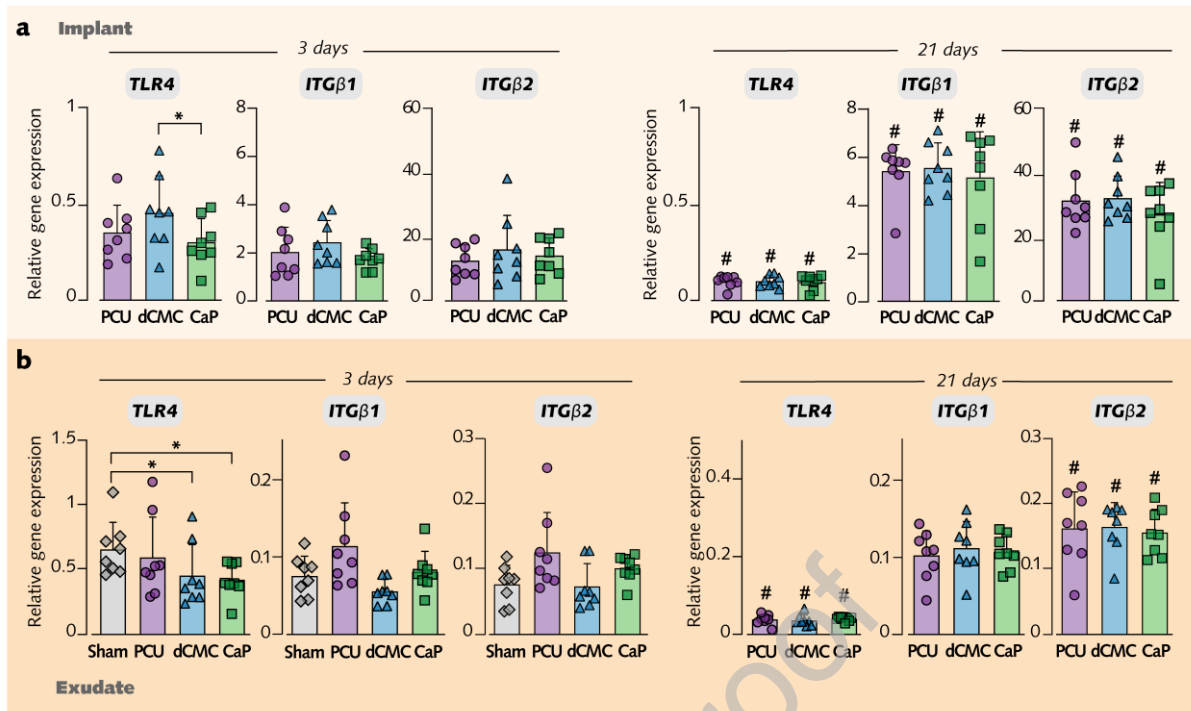 a Implant
3 days
21 days
TLR4 ITGβ1 ITGβ2 TLR4 ITGβ1 ITGβ2
Relative gene expression
1
0.5
0
*
PCU dCMC CaP
8
6
4
2
0
PCU dCMC CaP
60
40
20
0
PCU dCMC CaP
Relative gene expression
1
0.5
0
# # #
PCU dCMC CaP
8
6
4
2
0
# # #
PCU dCMC CaP
60
40
20
0
# # #
PCU dCMC CaP
b
3 days
21 days
TLR4 ITGβ1 ITGβ2 TLR4 ITGβ1 ITGβ2
Relative gene expression
1.5
1
0.5
0
*
*
Sham PCU dCMC CaP
0.2
0.1
0
Sham PCU dCMC CaP
0.3
0.2
0.1
0
Sham PCU dCMC CaP
Relative gene expression
0.4
0.2
0
# # #
PCU dCMC CaP
0.2
0.1
0
PCU dCMC CaP
0.3
0.2
0.1
0
# # #
PCU dCMC CaP
Exudate
roof